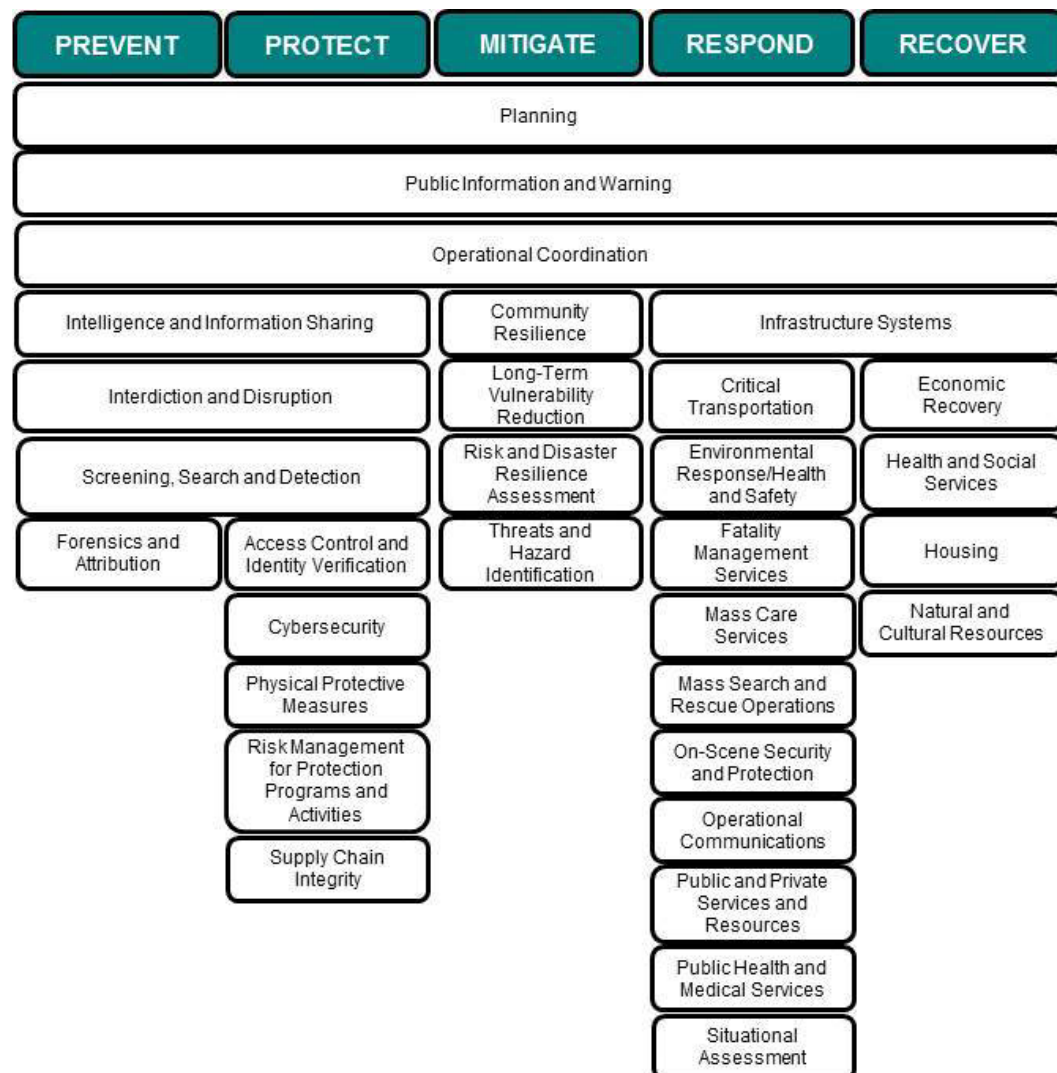 PREVENT PROTECT MITIGATE RESPOND RECOVER
Planning
Public Information and Warning
Operational Coordination
Intelligence and Information Sharing
Community
Resilience
Infrastructure Systems
Interdiction and Disruption
Long-Term
Vulnerability
Reduction
Critical
Transportation
Economic
Recovery
Screening, Search and Detection
Risk and Disaster
Resilience
Assessment
Environmental
Response/Health
and Safety
Health and Social
Services
Forensics and
Attribution
Access Control and
Identity Verification
Threats and
Hazard
Identification
Fatality
Management
Services
Housing
Cybersecurity
Mass Care
Services
Natural and
Cultural Resources
Physical Protective
Measures
Mass Search and
Rescue Operations
Risk Management
for Protection
Programs and
Activities
On-Scene Security
and Protection
Operational
Communications
Supply Chain
Integrity
Public and Private
Services and
Resources
Public Health and
Medical Services
Situational
Assessment